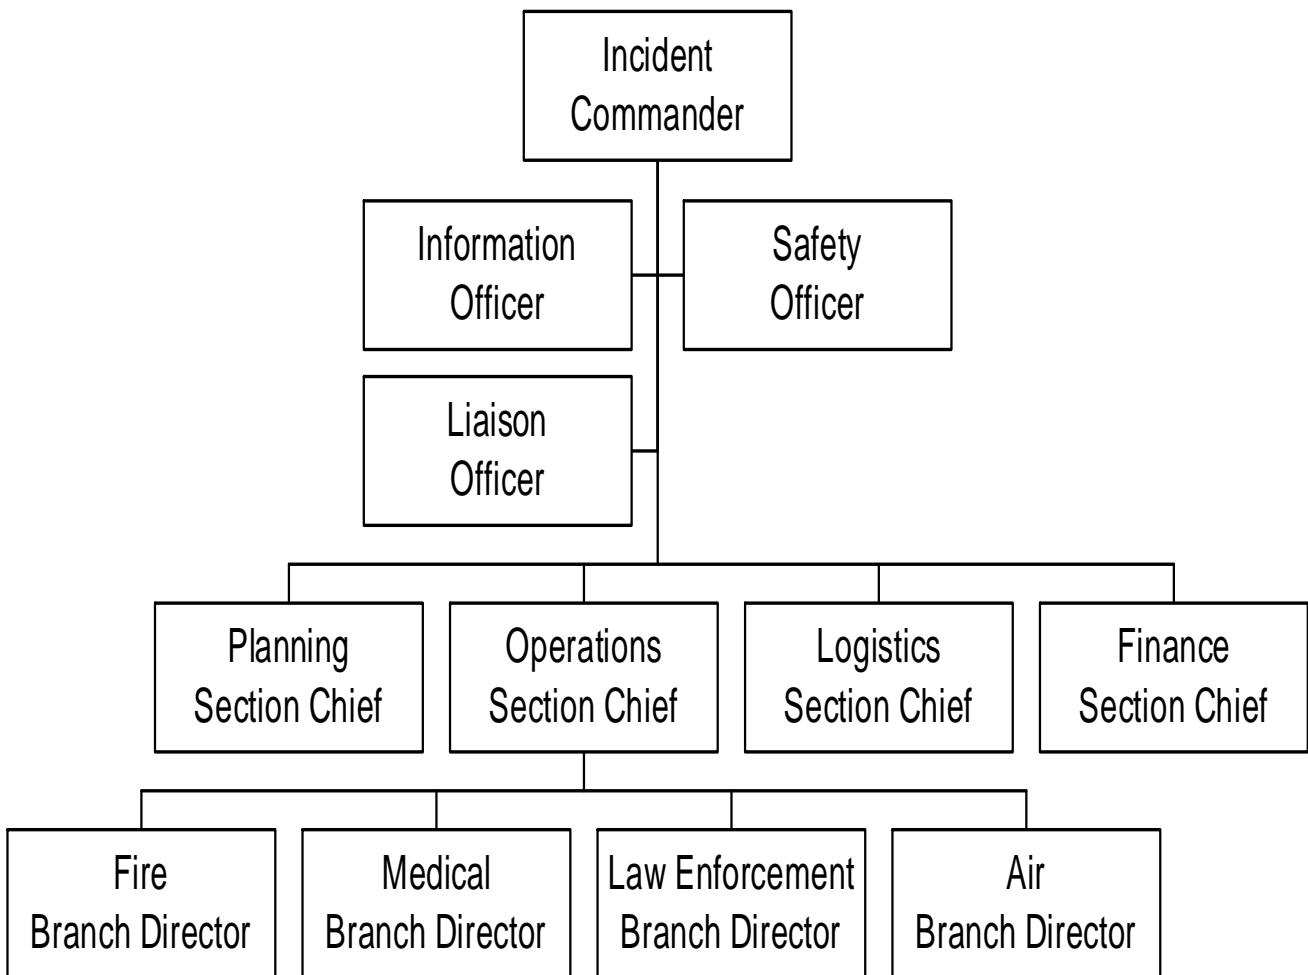 Incident
Commander
Information
Officer
Safety
Officer
Liaison
Officer
Planning
Section Chief
Operations
Section Chief
Logistics
Section Chief
Finance
Section Chief
Fire
Branch Director
Medical
Branch Director
Law Enforcement
Branch Director
Air
Branch Director